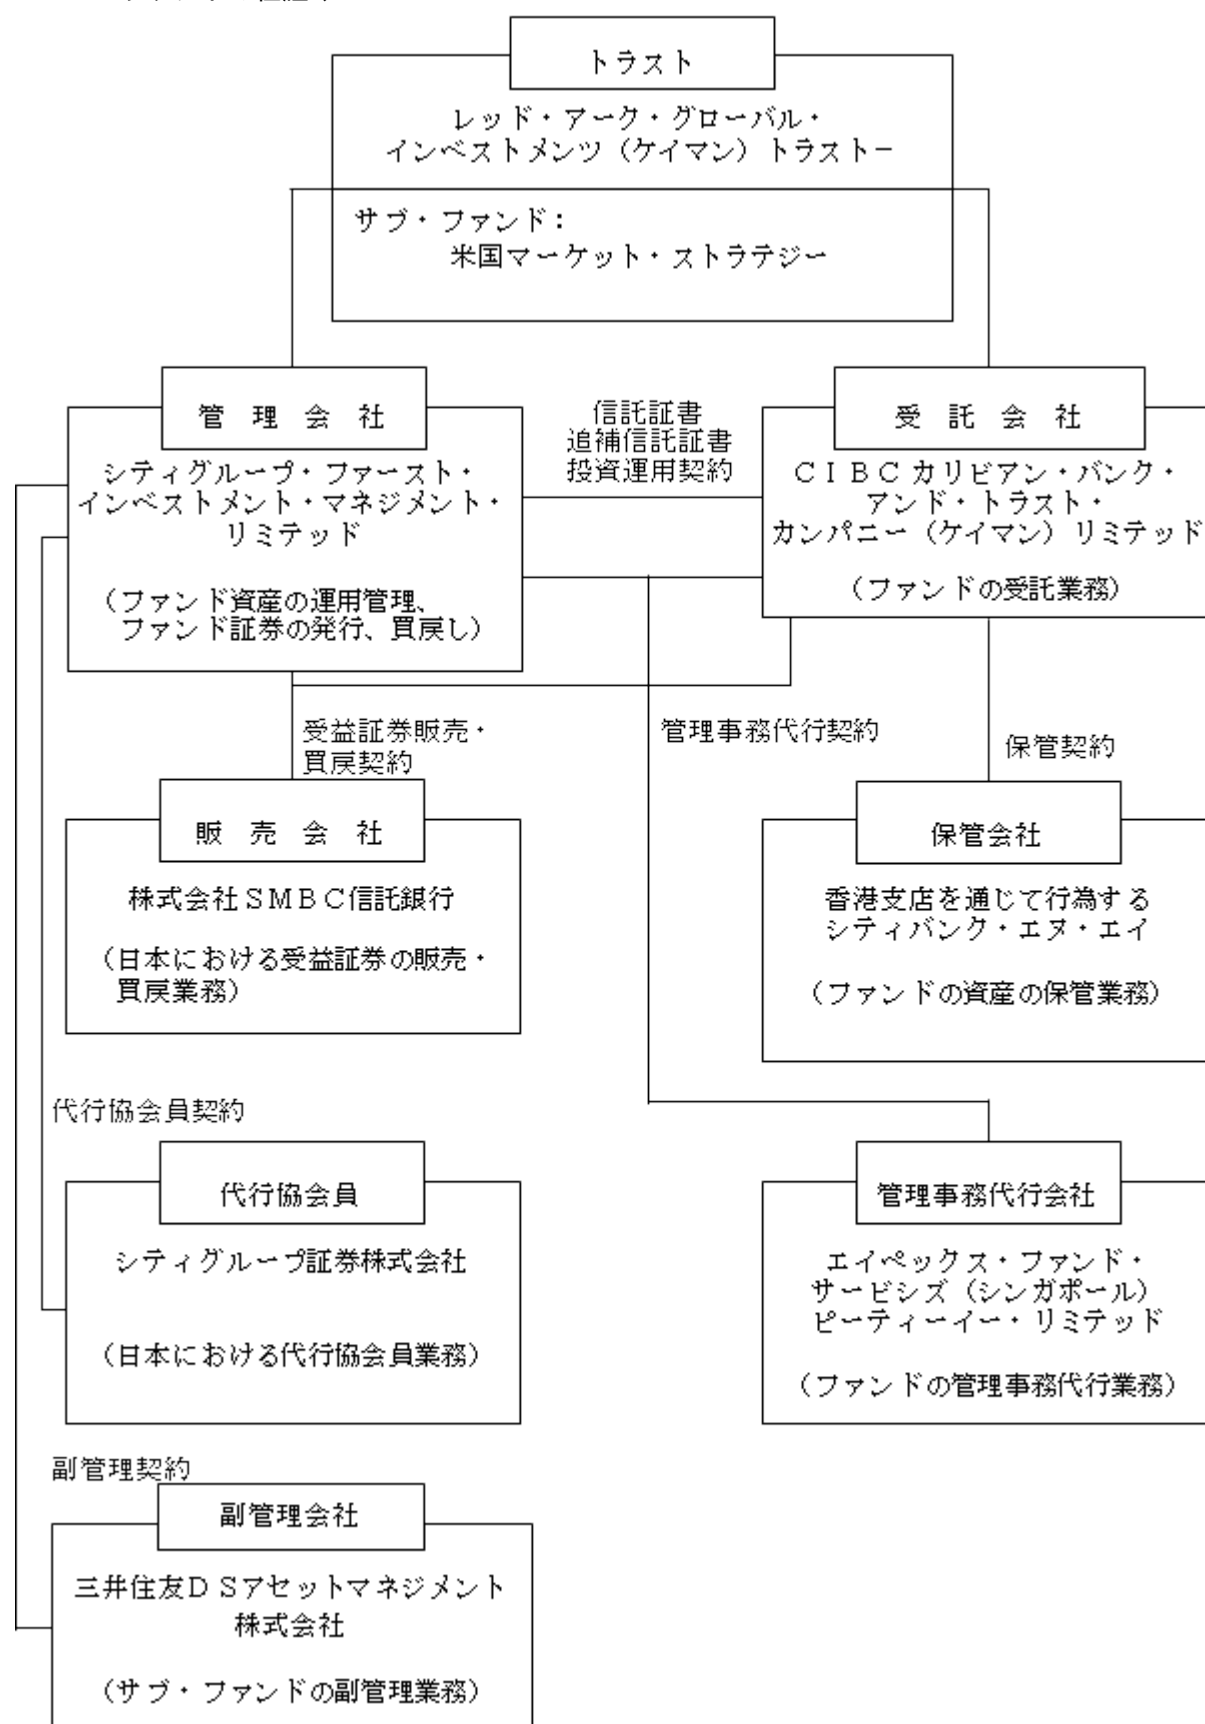 トラスト
レッド・アーク・グローバル・
インベストメンツ（ケイマン）トラスト－
サブ・ファンド：
米国マーケット・ストラテジー
管　理　会　社
シティグループ・ファースト・
インベストメント・マネジメント・
リミテッド
（ファンド資産の運用管理、
ファンド証券の発行、買戻し）
信託証書
追補信託証書
投資運用契約
受　託　会　社
ＣＩＢＣカリビアン・バンク・
アンド・トラスト・
カンパニー（ケイマン）リミテッド
（ファンドの受託業務）
受益証券販売・
買戻契約
管理事務代行契約
保管契約
販　売　会　社
株式会社ＳＭＢＣ信託銀行
（日本における受益証券の販売・
買戻業務）
保管会社
香港支店を通じて行為する
シティバンク・エヌ・エイ
（ファンドの資産の保管業務）
代行協会員契約
代行協会員
シティグループ証券株式会社
（日本における代行協会員業務）
管理事務代行会社
エイペックス・ファンド・
サービシズ（シンガポール）
ピーティーイー・リミテッド
（ファンドの管理事務代行業務）
副管理契約
副管理会社
三井住友ＤＳアセットマネジメント
株式会社
（サブ・ファンドの副管理業務）